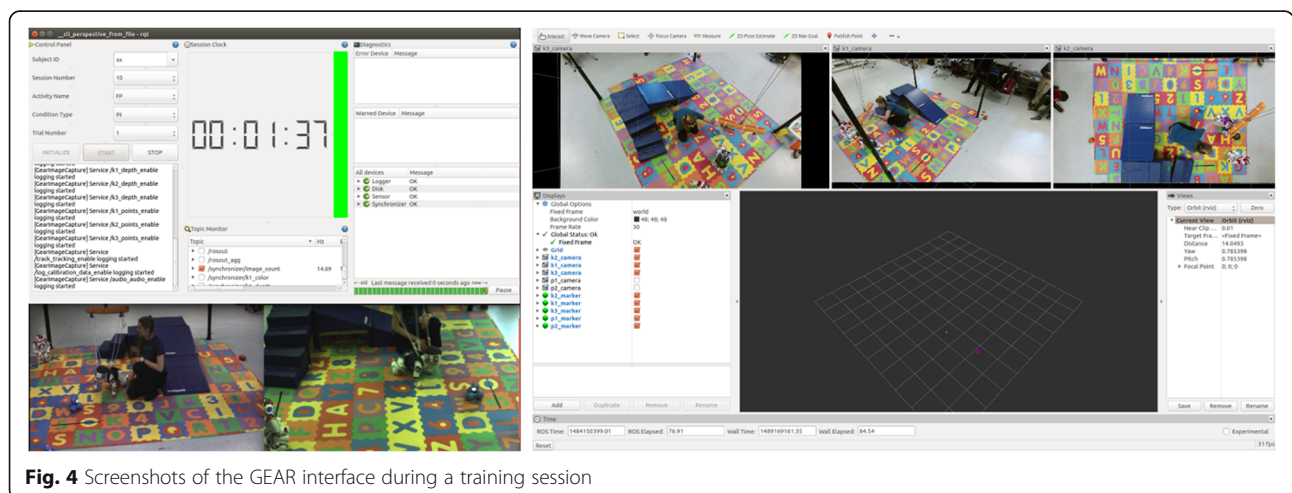 __cli_perspective_from_file - rqt
Control Panel
Subject ID
xx
Session Number
10
Activity Name
FP
Condition Type
IN
Trial Number
1
INITIALIZE START STOP
logging started
[GearImageCapture] Service /k1_depth_enable
logging started
[GearImageCapture] Service /k2_depth_enable
logging started
[GearImageCapture] Service /k3_depth_enable
logging started
[GearImageCapture] Service /k1_points_enable
logging started
[GearImageCapture] Service /k2_points_enable
logging started
[GearImageCapture] Service /k3_points_enable
logging started
[GearImageCapture] Service
/track_tracking_enable logging started
[GearImageCapture] Service
/log_calibration_data_enable logging started
[GearImageCapture] Service /audio_audio_enable
logging started
Session Clock
00:01:37
Topic Monitor
Topic Hz
/rosout
/rosout_agg
/synchronizer/image_count 14.69
/synchronizer/k1_color
Diagnostics
Error Device Message
Warned Device Message
All devices Message
Logger OK
Disk OK
Sensor OK
Synchronizer OK
Last message received 0 seconds ago new
Pause
Interact Move Camera Select Focus Camera Measure 2D Pose Estimate 2D Nav Goal Publish Point
k3_camera
k1_camera
k2_camera
Displays
Global Options
Fixed Frame world
Background Color 48; 48; 48
Frame Rate 30
Global Status: Ok
Fixed Frame OK
Grid
k2_camera
k1_camera
k3_camera
p1_camera
p2_camera
k2_marker
k1_marker
k3_marker
p1_marker
p2_marker
Add Duplicate Remove Rename
Views
Type: Orbit (rviz) Zero
Current View Orbit (rviz)
Near Clip ... 0.01
Target Fra... <Fixed Frame>
Distance 14.0493
Yaw 0.785398
Pitch 0.785398
Focal Point 0; 0; 0
Save Remove Rename
Time
ROS Time: 1484150399.01 ROS Elapsed: 76.91 Wall Time: 1489169161.35 Wall Elapsed: 84.54 Experimental
Reset 31 fps
Fig. 4 Screenshots of the GEAR interface during a training session